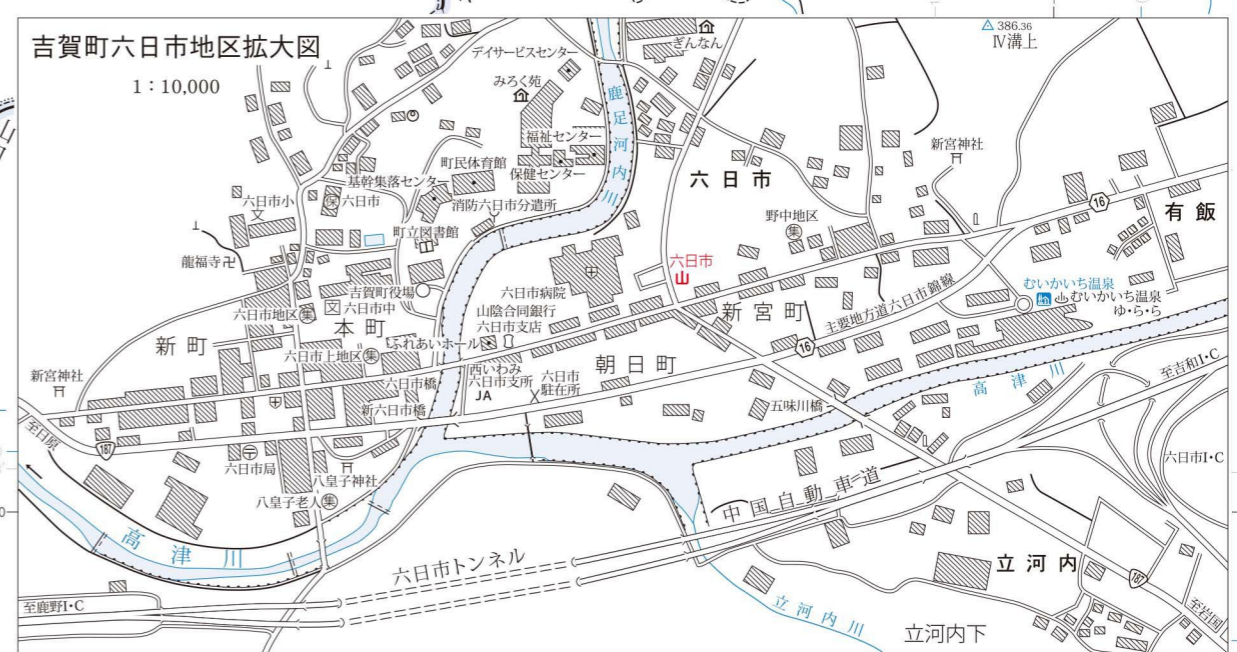 吉賀町六日市地区拡大図
1：10,000
386.36
Ⅳ溝上
ぎんなん
デイサービスセンター
みろく苑
鹿足河内川
福祉センター
町民体育館
保健センター
基幹集落センター
六日市小
文
保 六日市
消防六日市分遣所
町立図書館
龍福寺
六日市
野中地区
集
新宮神社
16
有飯
吉賀町役場
六日市病院
六日市
山
むいかいち温泉
むいかいち温泉
ゆ・ら・ら
六日市地区 集
文 六日市中
本町
山陰合同銀行
六日市支店
新宮町
主要地方道六日市錦線
新町
六日市上地区 集
ふれあいホール
朝日町
16
新宮神社
六日市橋
西いわみ
六日市支所
JA
六日市
駐在所
高津川
至吉和I・C
新六日市橋
五味川橋
至日原
187
六日市局
八皇子神社
八皇子老人 集
六日市I・C
中国自動車道
高津川
六日市トンネル
立河内
187
至鹿野I・C
立河内川
至岩国
立河内下